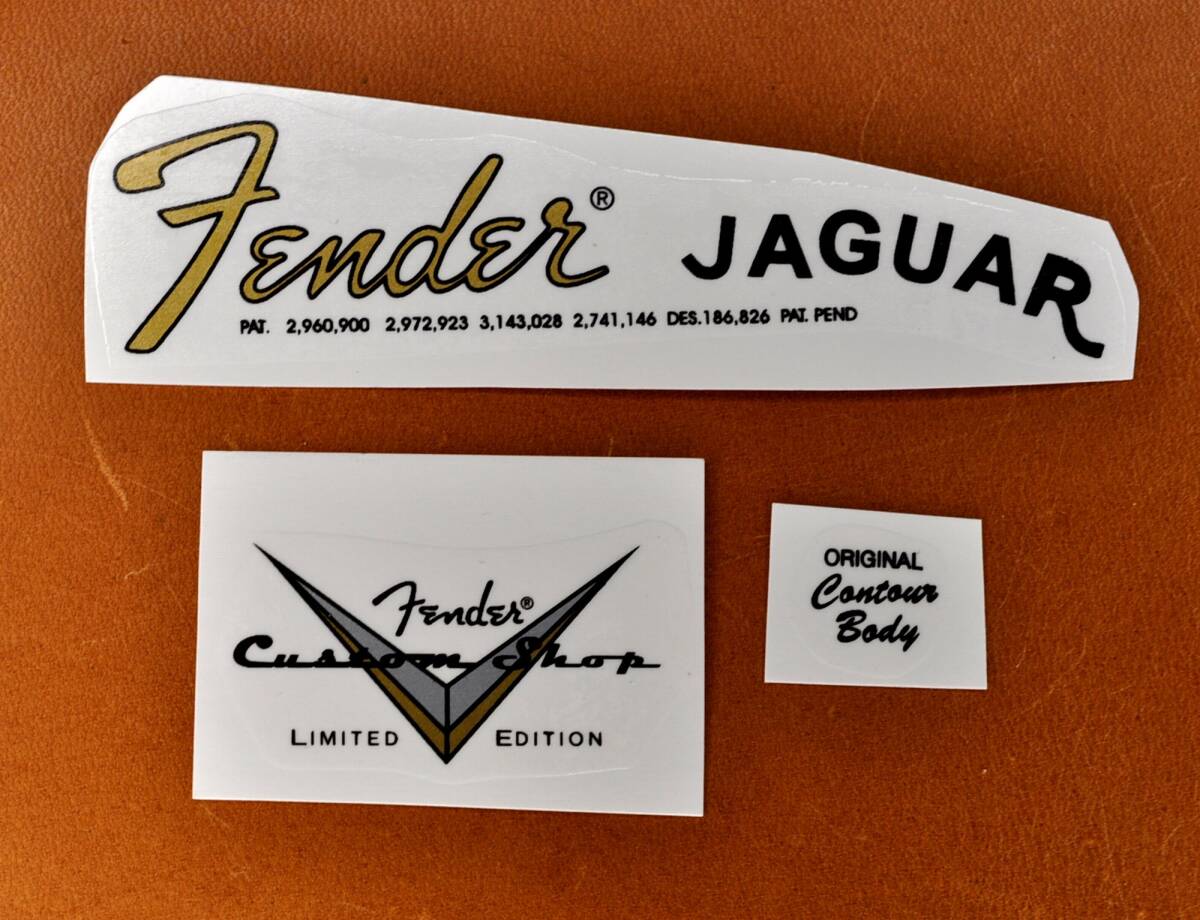 Fender® JAGUAR
PAT. 2,960,900 2,972,923 3,143,028 2,741,146 DES.186,826 PAT. PEND
Fender®
Custom Shop
LIMITED EDITION
ORIGINAL
Contour
Body